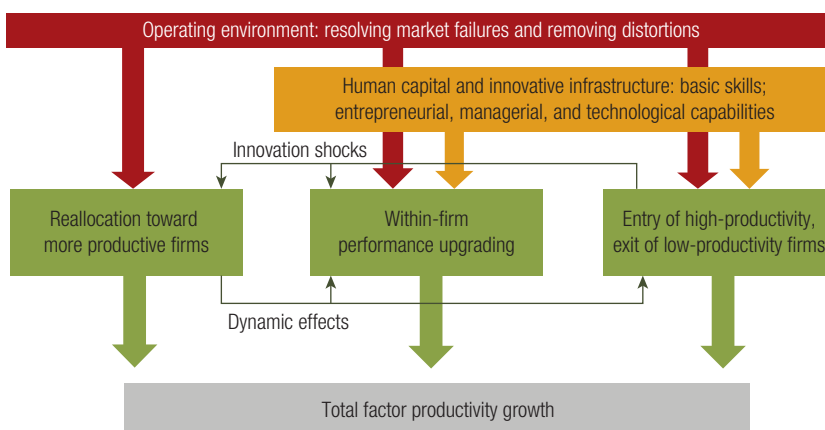 Operating environment: resolving market failures and removing distortions
Human capital and innovative infrastructure: basic skills;
entrepreneurial, managerial, and technological capabilities
Innovation shocks
Reallocation toward
more productive firms
Within-firm
performance upgrading
Entry of high-productivity,
exit of low-productivity firms
Dynamic effects
Total factor productivity growth